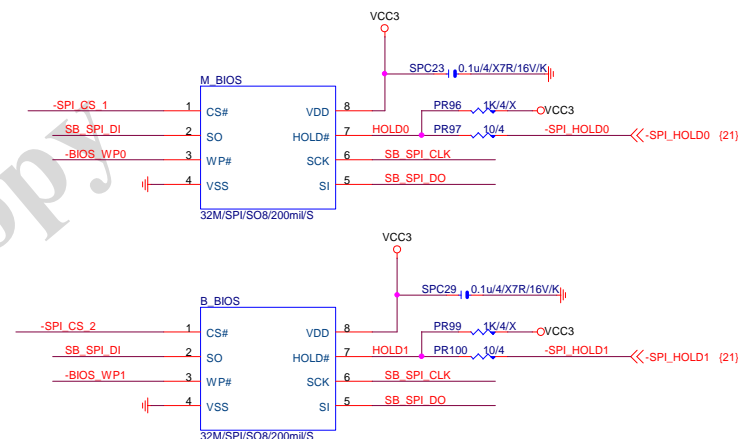 VCC3
SPC23 0.1u/4/X7R/16V/K
M_BIOS
-SPI_CS_1 1 CS# VDD 8 PR96 1K/4/X VCC3
SB_SPI_DI 2 SO HOLD# 7 HOLD0 PR97 10/4 -SPI_HOLD0 -SPI_HOLD0 {21}
-BIOS_WP0 3 WP# SCK 6 SB_SPI_CLK
4 VSS SI 5 SB_SPI_DO
32M/SPI/SO8/200mil/S
opy
VCC3
SPC29 0.1u/4/X7R/16V/K
B_BIOS
-SPI_CS_2 1 CS# VDD 8 PR99 1K/4/X VCC3
SB_SPI_DI 2 SO HOLD# 7 HOLD1 PR100 10/4 -SPI_HOLD1 -SPI_HOLD1 {21}
-BIOS_WP1 3 WP# SCK 6 SB_SPI_CLK
4 VSS SI 5 SB_SPI_DO
32M/SPI/SO8/200mil/S